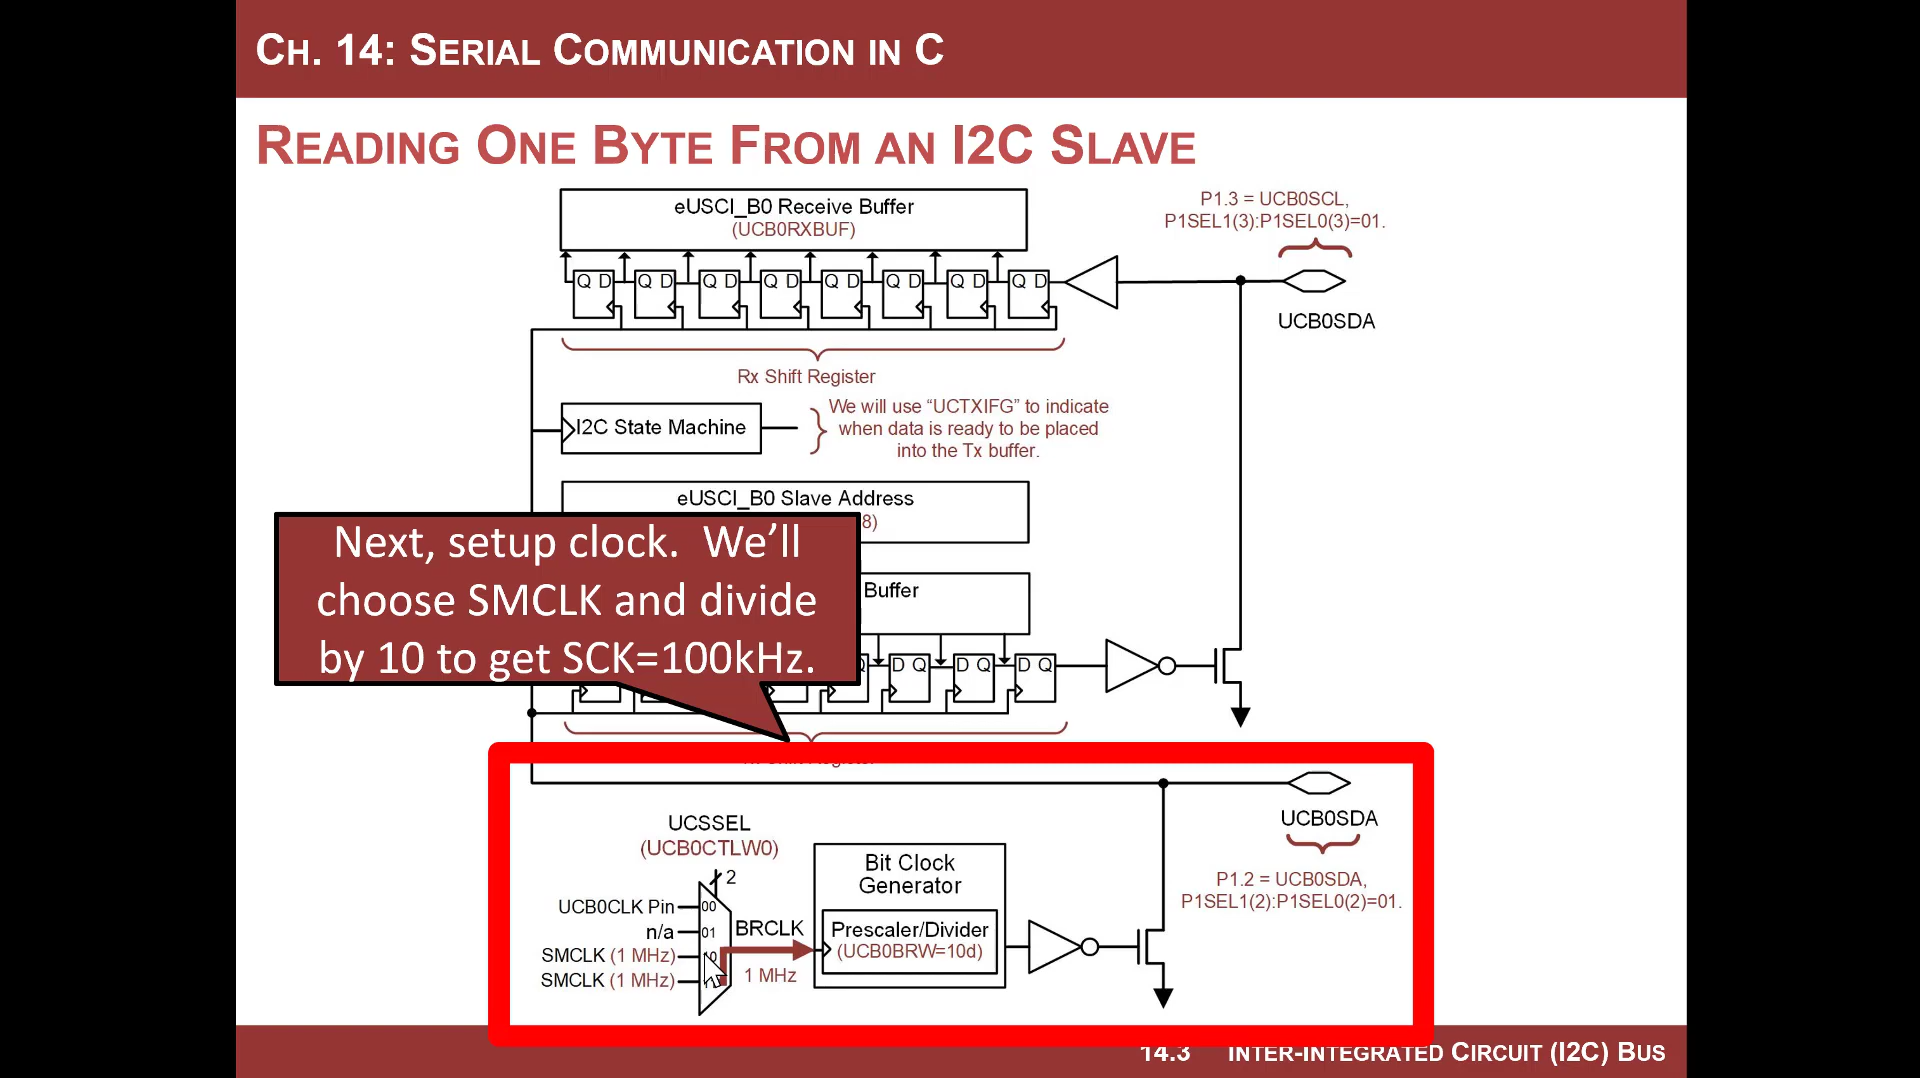 CH. 14: SERIAL COMMUNICATION IN C
READING ONE BYTE FROM AN I2C SLAVE
eUSCI_B0 Receive Buffer
(UCB0RXBUF)
P1.3 = UCB0SCL,
P1SEL1(3):P1SEL0(3)=01.
Q D Q D Q D Q D Q D Q D Q D Q D
UCB0SDA
Rx Shift Register
We will use “UCTXIFG” to indicate
when data is ready to be placed
into the Tx buffer.
I2C State Machine
eUSCI_B0 Slave Address
8)
Next, setup clock. We’ll
choose SMCLK and divide
by 10 to get SCK=100kHz.
Buffer
Q D Q D Q D Q
UCB0SDA
P1.2 = UCB0SDA,
P1SEL1(2):P1SEL0(2)=01.
UCSSEL
(UCB0CTLW0)
2
UCB0CLK Pin
00
n/a
01
SMCLK (1 MHz)
SMCLK (1 MHz)
BRCLK
1 MHz
Bit Clock
Generator
Prescaler/Divider
(UCB0BRW=10d)
14.3 INTER-INTEGRATED CIRCUIT (I2C) BUS